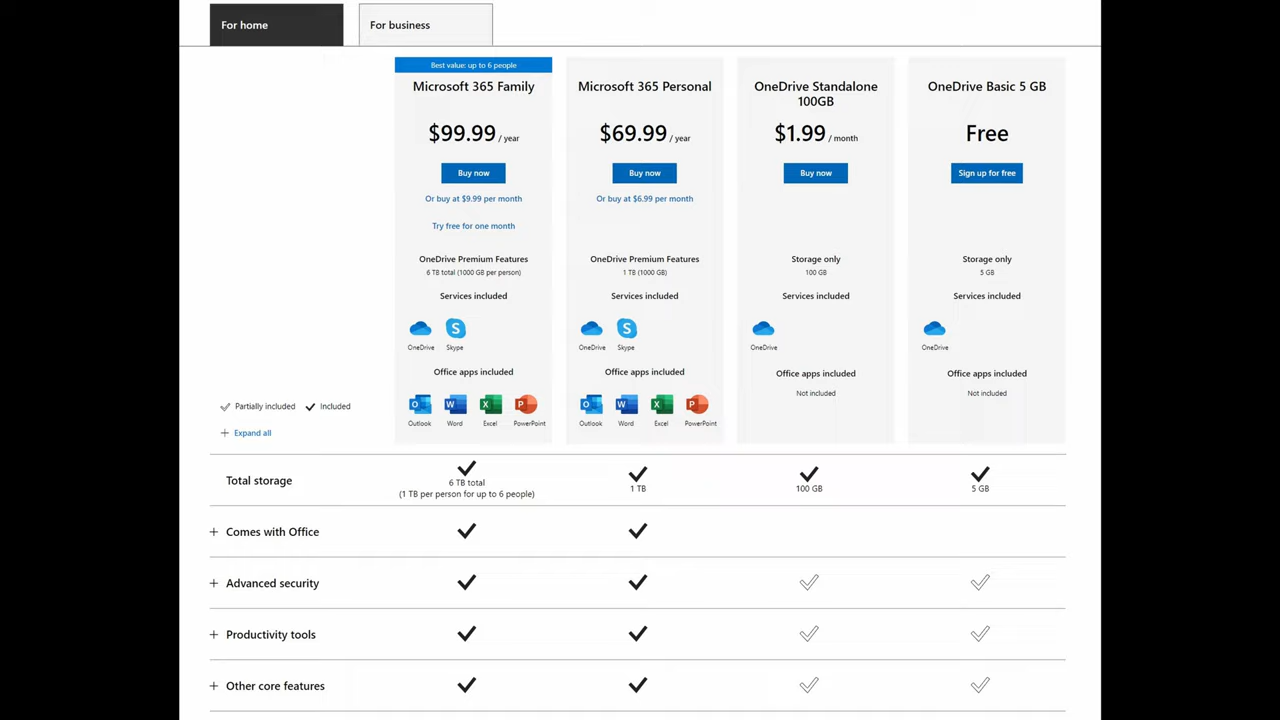 For home
For business
Best value: up to 6 people
Microsoft 365 Family
$99.99 / year
Buy now
Or buy at $9.99 per month
Try free for one month
OneDrive Premium Features
6 TB total (1000 GB per person)
Services included
OneDrive Skype
Office apps included
Outlook Word Excel PowerPoint
Microsoft 365 Personal
$69.99 / year
Buy now
Or buy at $6.99 per month
OneDrive Premium Features
1 TB (1000 GB)
Services included
OneDrive Skype
Office apps included
Outlook Word Excel PowerPoint
OneDrive Standalone
100GB
$1.99 / month
Buy now
Storage only
100 GB
Services included
OneDrive
Office apps included
Not included
OneDrive Basic 5 GB
Free
Sign up for free
Storage only
5 GB
Services included
OneDrive
Office apps included
Not included
Partially included Included
Expand all
Total storage
6 TB total
(1 TB per person for up to 6 people)
1 TB
100 GB
5 GB
+ Comes with Office
+ Advanced security
+ Productivity tools
+ Other core features